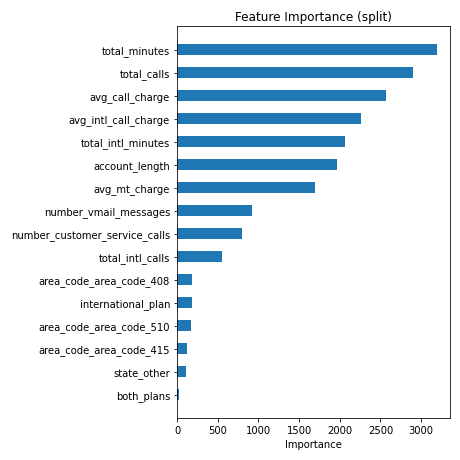 Feature Importance (split)
total_minutes
total_calls
avg_call_charge
avg_intl_call_charge
total_intl_minutes
account_length
avg_mt_charge
number_vmail_messages
number_customer_service_calls
total_intl_calls
area_code_area_code_408
international_plan
area_code_area_code_510
area_code_area_code_415
state_other
both_plans
0 500 1000 1500 2000 2500 3000
Importance